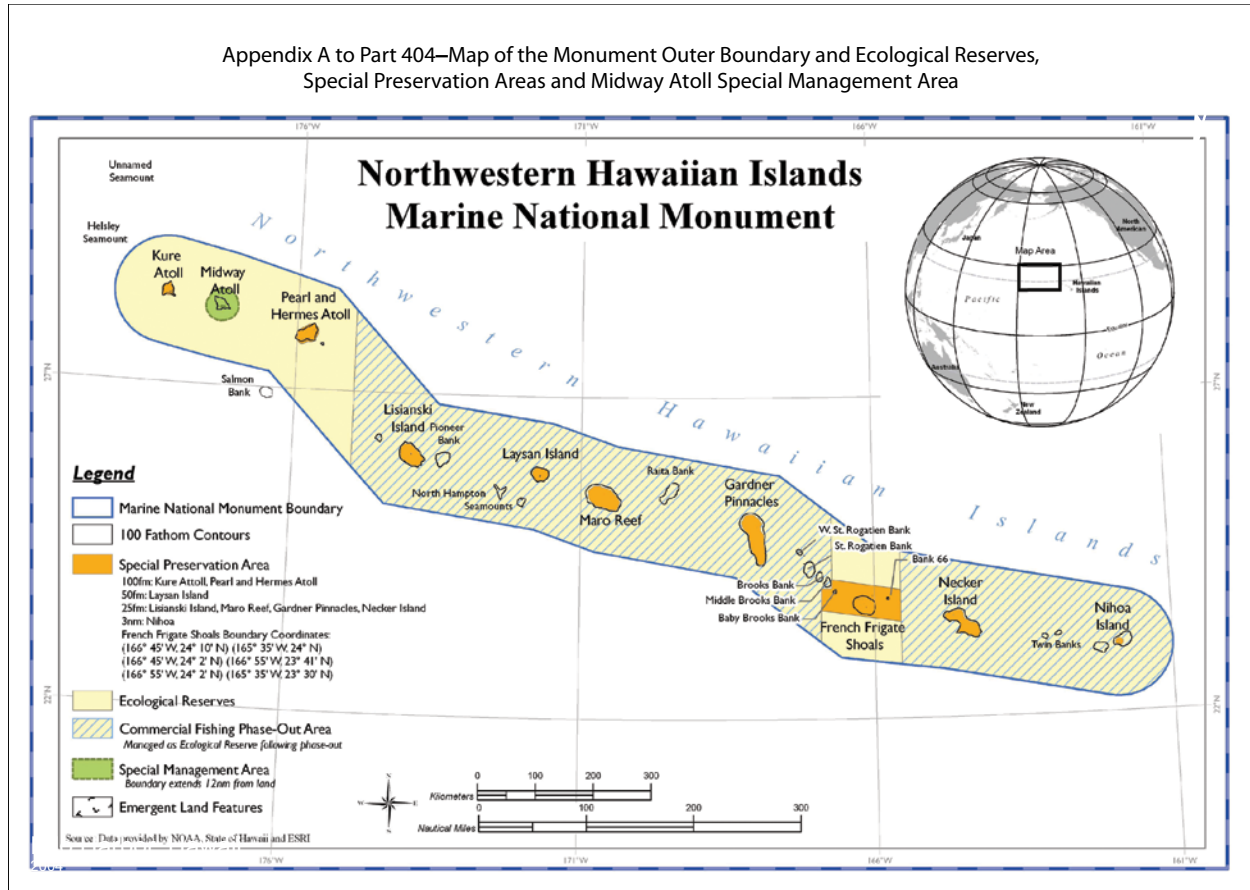 Appendix A to Part 404–Map of the Monument Outer Boundary and Ecological Reserves,
Special Preservation Areas and Midway Atoll Special Management Area
176°W
171°W
166°W
161°W
Northwestern Hawaiian Islands
Marine National Monument
Unnamed
Seamount
Helsley
Seamount
Kure
Atoll
Midway
Atoll
Pearl and
Hermes Atoll
Northwestern Hawaiian Islands
North
American
Japan
Map Area
Hawaiian
Islands
Pacific
Ocean
Australia
New
Zealand
27°N
27°N
Salmon
Bank
Lisianski
Island
Pioneer
Bank
Laysan Island
North Hampton
Seamounts
Maro Reef
Raita Bank
Gardner
Pinnacles
W. St. Rogatien Bank
St. Rogatien Bank
Bank 66
Brooks Bank
Middle Brooks Bank
Baby Brooks Bank
French Frigate
Shoals
Necker
Island
Nihoa
Island
Twin Banks
22°N
22°N
Legend
Marine National Monument Boundary
100 Fathom Contours
Special Preservation Area
100fm: Kure Attoll, Pearl and Hermes Atoll
50fm: Laysan Island
25fm: Lisianski Island, Maro Reef, Gardner Pinnacles, Necker Island
3nm: Nihoa
French Frigate Shoals Boundary Coordinates:
(166° 45' W, 24° 10' N) (165° 35' W, 24° N)
(166° 45' W, 24° 2' N) (166° 55' W, 23° 41' N)
(166° 55' W, 24° 2' N) (165° 35' W, 23° 30' N)
Ecological Reserves
Commercial Fishing Phase-Out Area
Managed as Ecological Reserve following phase-out
Special Management Area
Boundary extends 12nm from land
Emergent Land Features
N
W
E
S
0 100 200 300
Kilometers
0 100 200 300
Nautical Miles
Source: Data provided by NOAA, State of Hawaii and ESRI
176°W
171°W
166°W
161°W